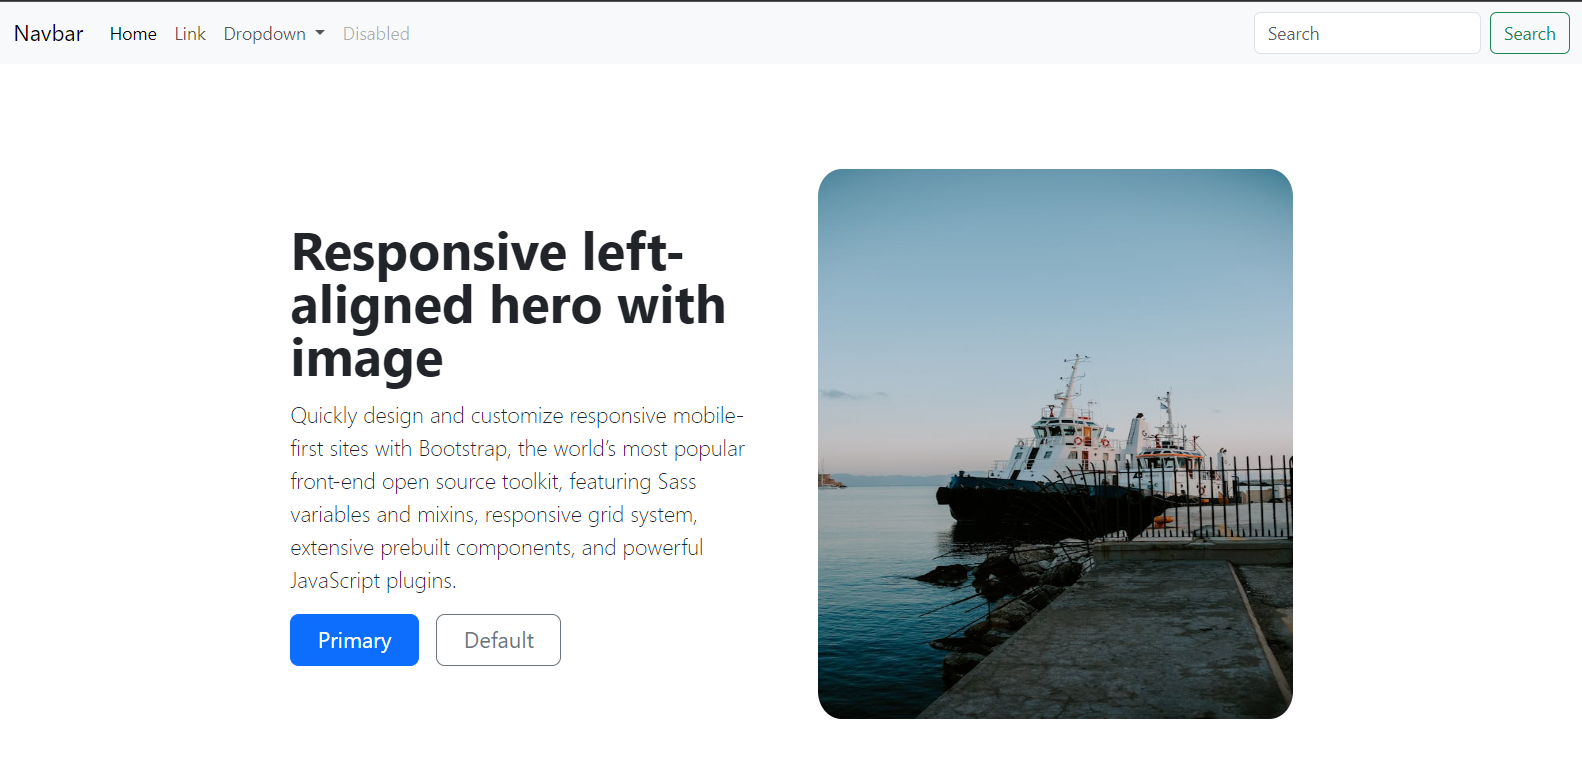 Navbar Home Link Dropdown Disabled Search Search
Responsive left-
aligned hero with
image
Quickly design and customize responsive mobile-
first sites with Bootstrap, the world’s most popular
front-end open source toolkit, featuring Sass
variables and mixins, responsive grid system,
extensive prebuilt components, and powerful
JavaScript plugins.
Primary Default